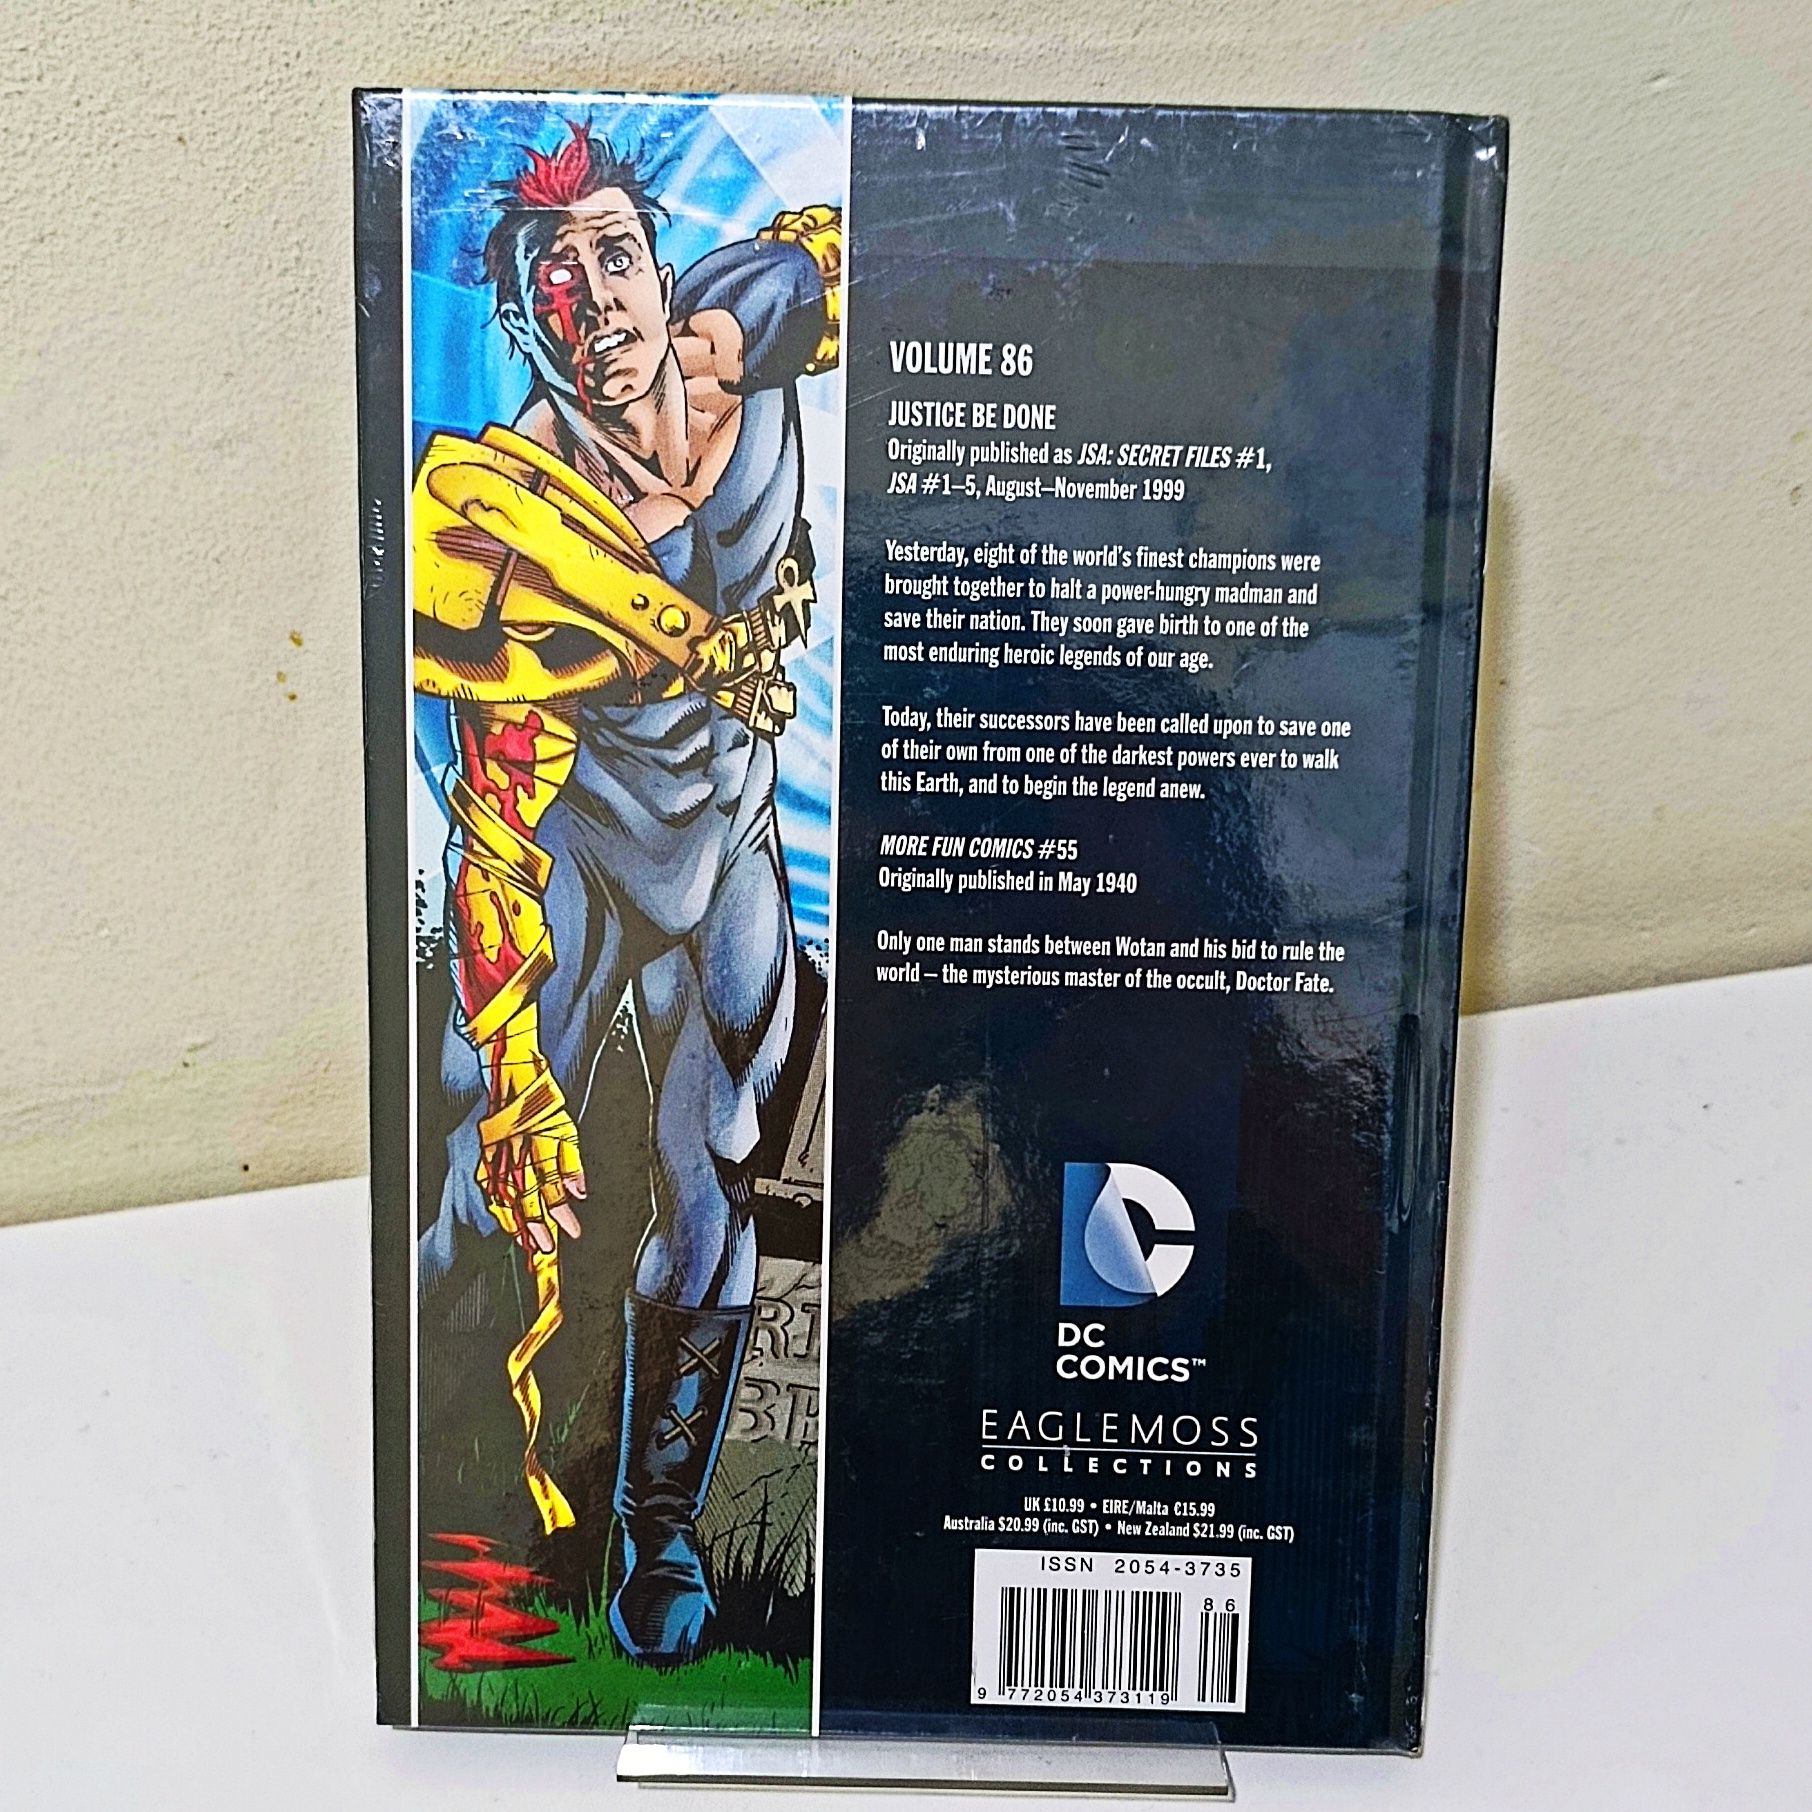 VOLUME 86
JUSTICE BE DONE
Originally published as JSA: SECRET FILES #1,
JSA #1–5, August–November 1999
Yesterday, eight of the world's finest champions were
brought together to halt a power-hungry madman and
save their nation. They soon gave birth to one of the
most enduring heroic legends of our age.
Today, their successors have been called upon to save one
of their own from one of the darkest powers ever to walk
this Earth, and to begin the legend anew.
MORE FUN COMICS #55
Originally published in May 1940
Only one man stands between Wotan and his bid to rule the
world – the mysterious master of the occult, Doctor Fate.
DC
COMICS™
EAGLEMOSS
COLLECTIONS
UK £10.99 • EIRE/Malta €15.99
Australia $20.99 (inc. GST) • New Zealand $21.99 (inc. GST)
ISSN 2054-3735
86
9 772054 373119